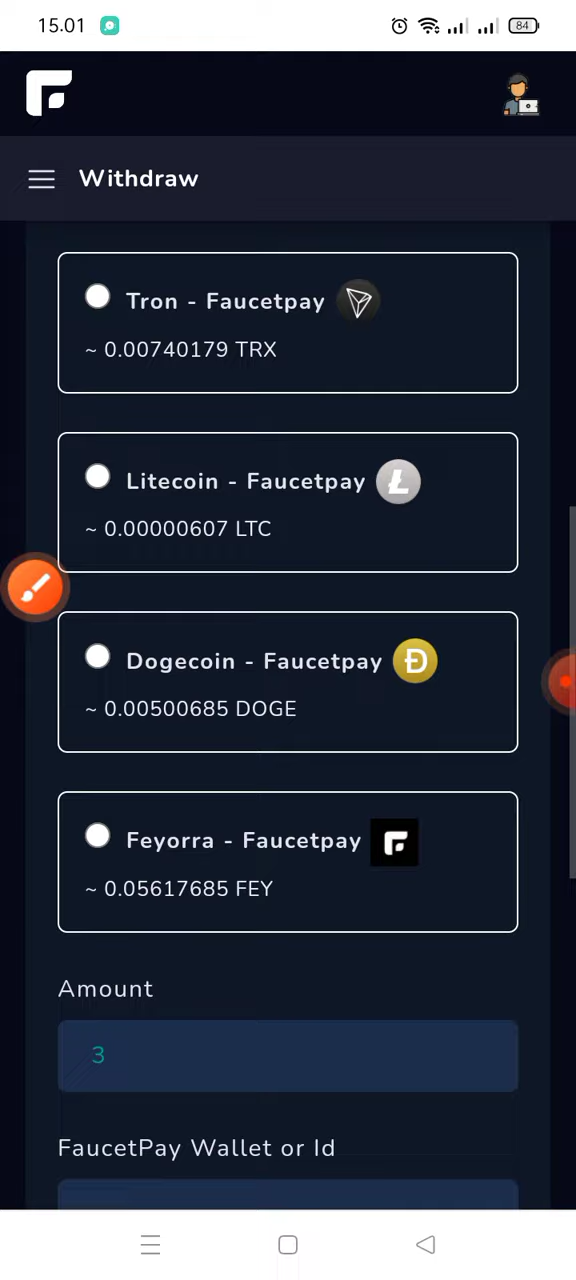 15.01
84
Withdraw
Tron - Faucetpay
~ 0.00740179 TRX
Litecoin - Faucetpay
~ 0.00000607 LTC
Dogecoin - Faucetpay
~ 0.00500685 DOGE
Feyorra - Faucetpay
~ 0.05617685 FEY
Amount
3
FaucetPay Wallet or Id